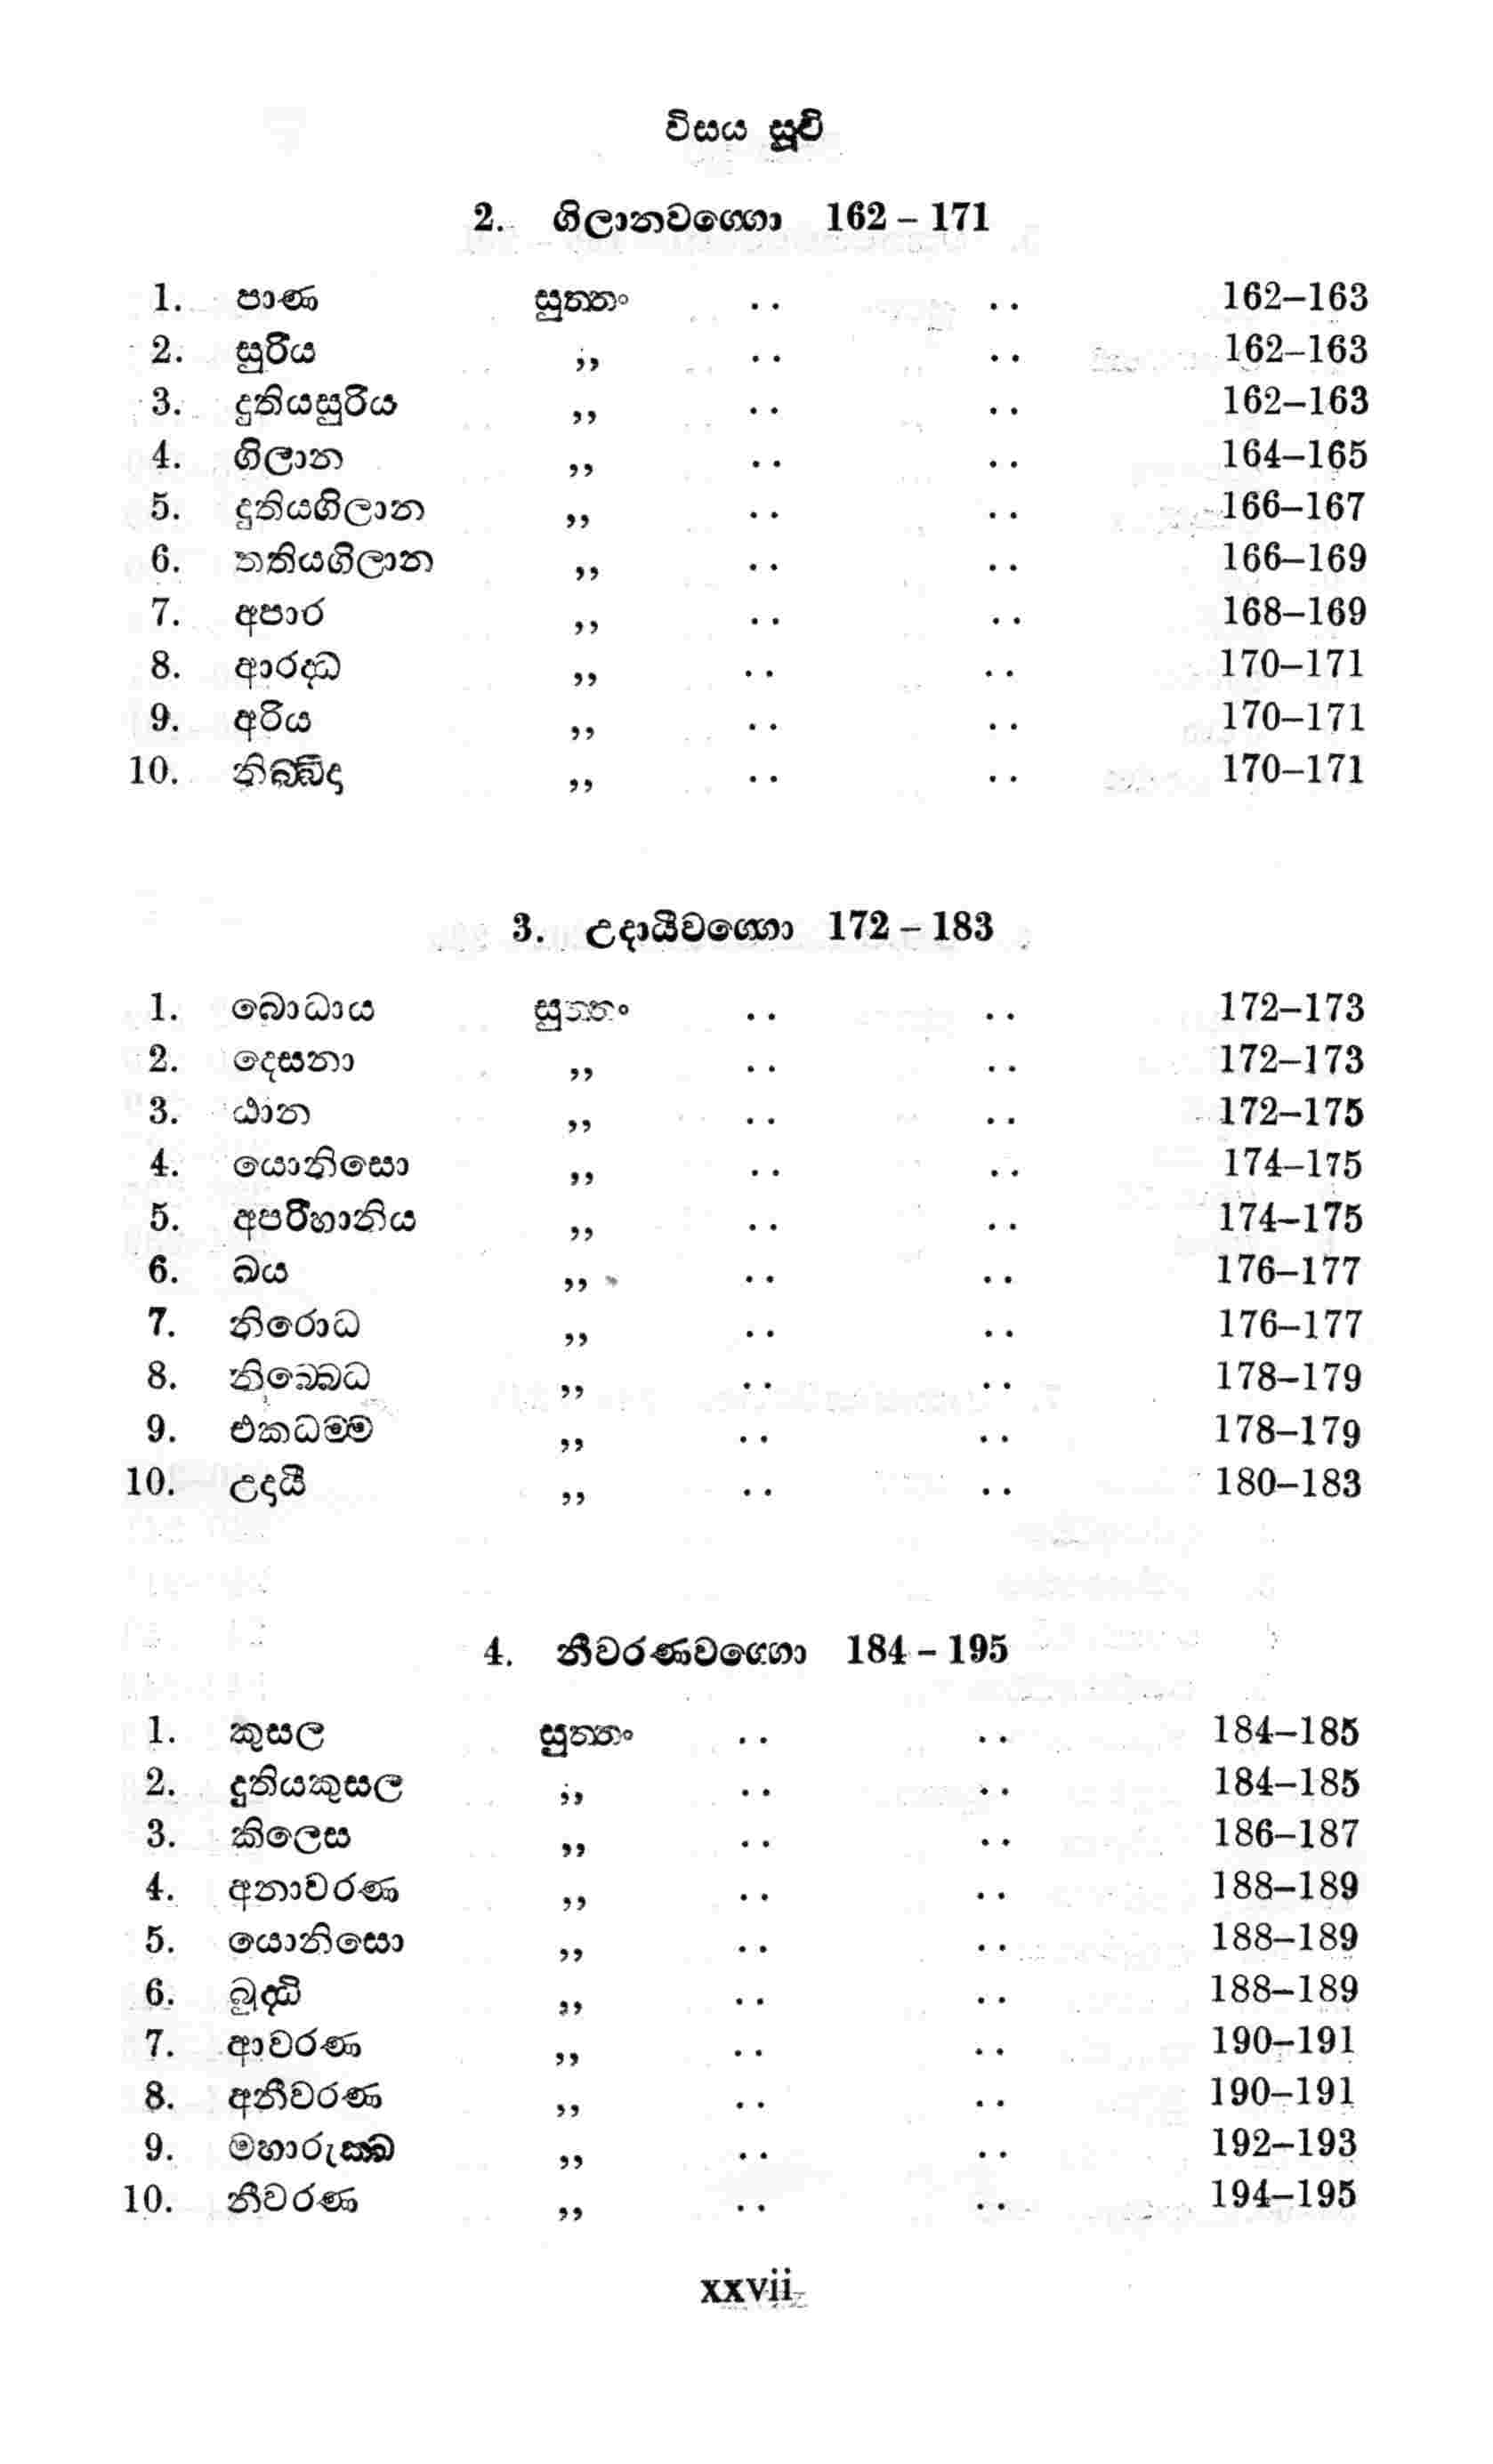 විසය සූචි
2. ගිලානවග්ගො 162 – 171
1. පාණ සුත්තං .. .. 162–163
2. සුරිය ,, .. .. 162–163
3. දුතියසුරිය ,, .. .. 162–163
4. ගිලාන ,, .. .. 164–165
5. දුතියගිලාන ,, .. .. 166–167
6. තතියගිලාන ,, .. .. 166–169
7. අපාර ,, .. .. 168–169
8. ආරද්ධ ,, .. .. 170–171
9. අරිය ,, .. .. 170–171
10. නිබ්බිදා ,, .. .. 170–171
3. උදායීවග්ගො 172 – 183
1. බොධාය සුත්තං .. .. 172–173
2. දෙසනා ,, .. .. 172–173
3. ඨාන ,, .. .. 172–175
4. යොනිසො ,, .. .. 174–175
5. අපරිහානිය ,, .. .. 174–175
6. ඛය ,, .. .. 176–177
7. නිරොධ ,, .. .. 176–177
8. නිබ්බෙධ ,, .. .. 178–179
9. එකධම්ම ,, .. .. 178–179
10. උදායී ,, .. .. 180–183
4. නීවරණවග්ගො 184 – 195
1. කුසල සුත්තං .. .. 184–185
2. දුතියකුසල ,, .. .. 184–185
3. කිලෙස ,, .. .. 186–187
4. අනාවරණ ,, .. .. 188–189
5. යොනිසො ,, .. .. 188–189
6. බුද්ධි ,, .. .. 188–189
7. ආවරණ ,, .. .. 190–191
8. අනීවරණ ,, .. .. 190–191
9. මහාරුක්ඛ ,, .. .. 192–193
10. නීවරණ ,, .. .. 194–195
xxvii